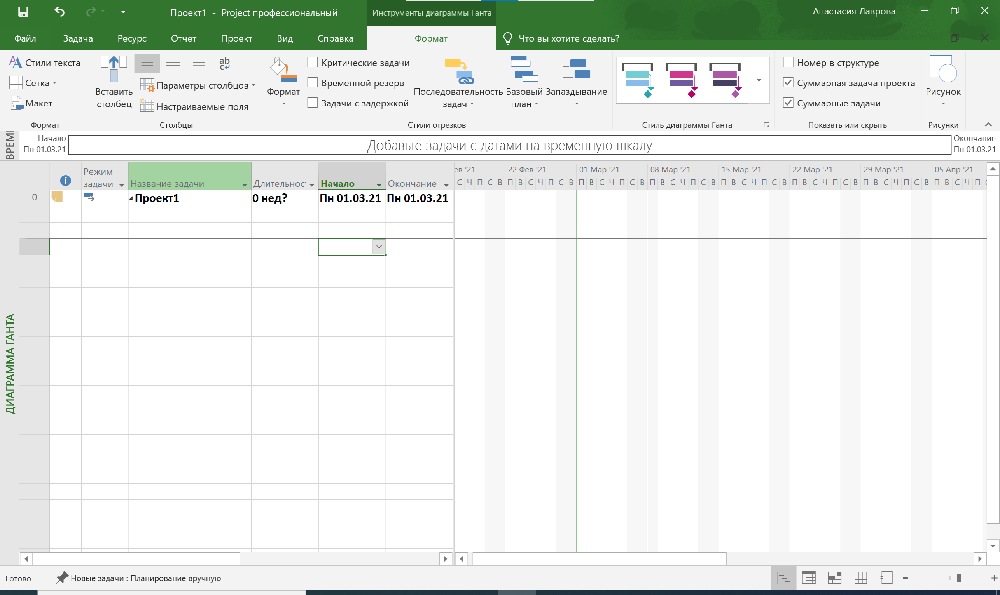 Проект1 - Project профессиональный
Инструменты диаграммы Ганта
Анастасия Лаврова
Файл Задача Ресурс Отчет Проект Вид Справка Формат Что вы хотите сделать?
Стили текста
Сетка
Макет
Формат
Вставить столбец
ab
c
Параметры столбцов
Настраиваемые поля
Столбцы
Формат
Критические задачи
Временной резерв
Задачи с задержкой
Последовательность задач
Базовый план
Запаздывание
Стили отрезков
Стиль диаграммы Ганта
Номер в структуре
Суммарная задача проекта
Суммарные задачи
Показать или скрыть
Рисунок
Рисунки
ВРЕМ
Начало
Пн 01.03.21
Добавьте задачи с датами на временную шкалу
Окончание
Пн 01.03.21
Режим задачи Название задачи Длительнос Начало Окончание
ев '21 22 Фев '21 01 Мар '21 08 Мар '21 15 Мар '21 22 Мар '21 29 Мар '21 05 Апр '21
С Ч П С В П В С Ч П С В П В С Ч П С В П В С Ч П С В П В С Ч П С В П В С Ч П С В П В С Ч П С В П В С Ч П
0 Проект1 0 нед? Пн 01.03.21 Пн 01.03.21
ДИАГРАММА ГАНТА
Готово
Новые задачи : Планирование вручную